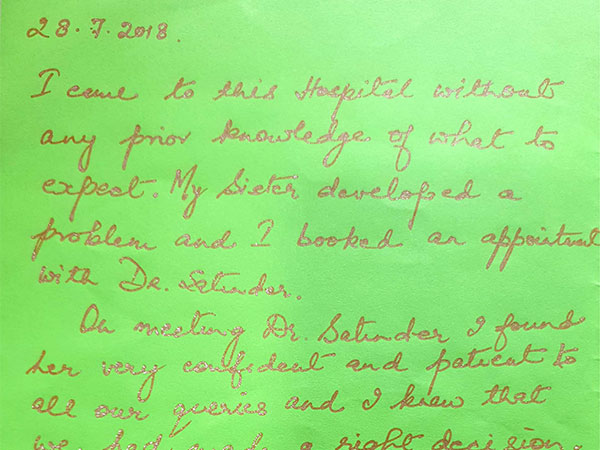 28.7.2018.
I came to this Hospital without
any prior knowledge of what to
expect. My Sister developed a
problem and I booked an appointment
with Dr. Satinder.
On meeting Dr. Satinder I found
her very confident and patient to
all our queries and I knew that
we had made a right decision.